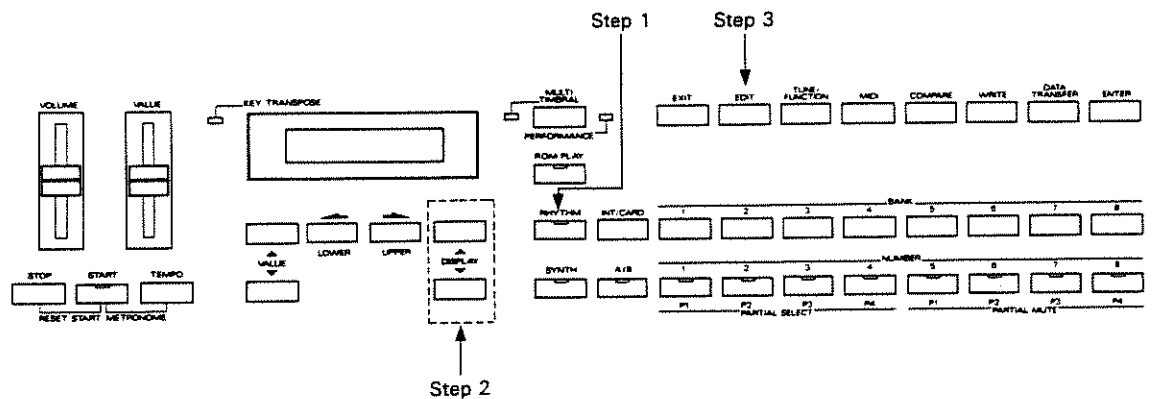 Step 1 Step 3
VOLUME VALUE KEY TRANSPOSE MULTI TIMBRAL EXIT EDIT TUNE/FUNCTION MIDI COMPARE WRITE DATA TRANSFER ENTER
PERFORMANCE
ROM PLAY
RHYTHM INT/CARD BANK
1 2 3 4 5 6 7 8
LOWER UPPER
VALUE DISPLAY
STOP START TEMPO SYNTH A/B NUMBER
1 2 3 4 5 6 7 8
RESET START METRONOME
P1 P2 P3 P4 P1 P2 P3 P4
PARTIAL SELECT PARTIAL MUTE
Step 2